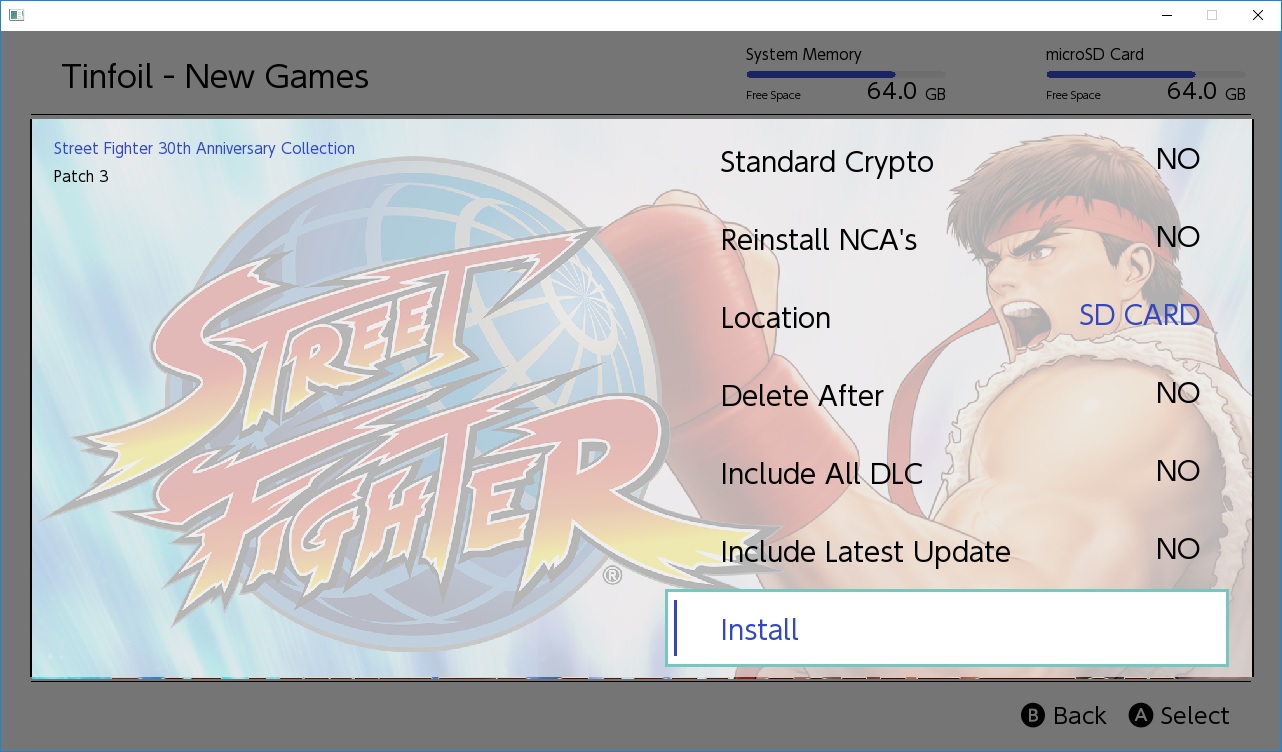 Tinfoil - New Games
System Memory
Free Space 64.0 GB
microSD Card
Free Space 64.0 GB
Street Fighter 30th Anniversary Collection
Patch 3
STREET
FIGHTER
®
Standard Crypto NO
Reinstall NCA's NO
Location SD CARD
Delete After NO
Include All DLC NO
Include Latest Update NO
Install
B Back A Select